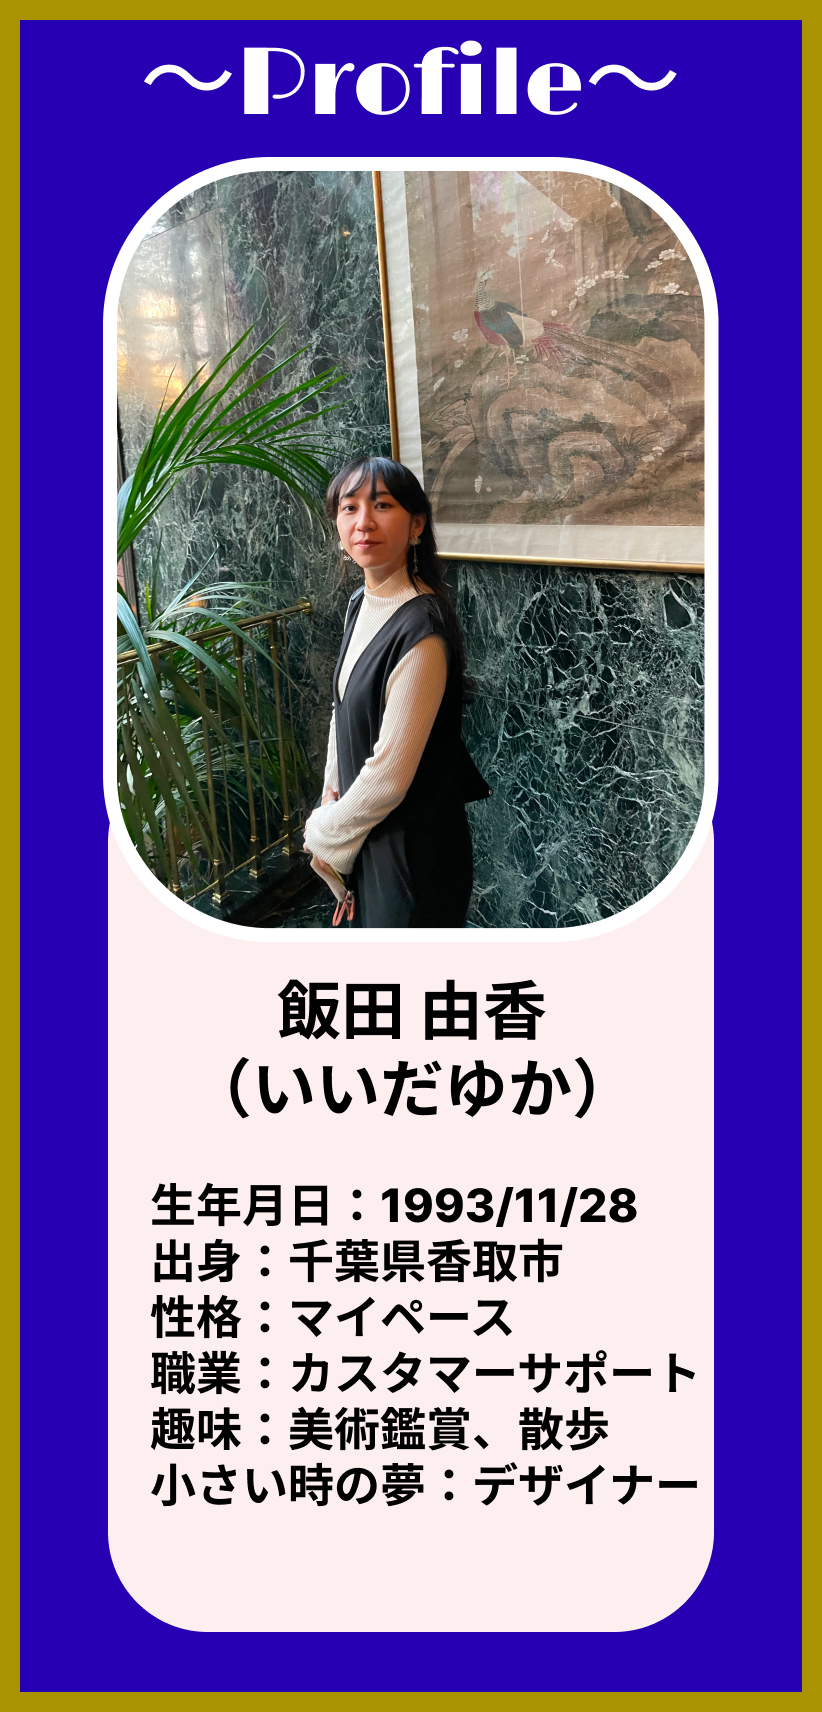 〜Profile〜
飯田 由香
（いいだゆか）
生年月日：1993/11/28
出身：千葉県香取市
性格：マイペース
職業：カスタマーサポート
趣味：美術鑑賞、散歩
小さい時の夢：デザイナー